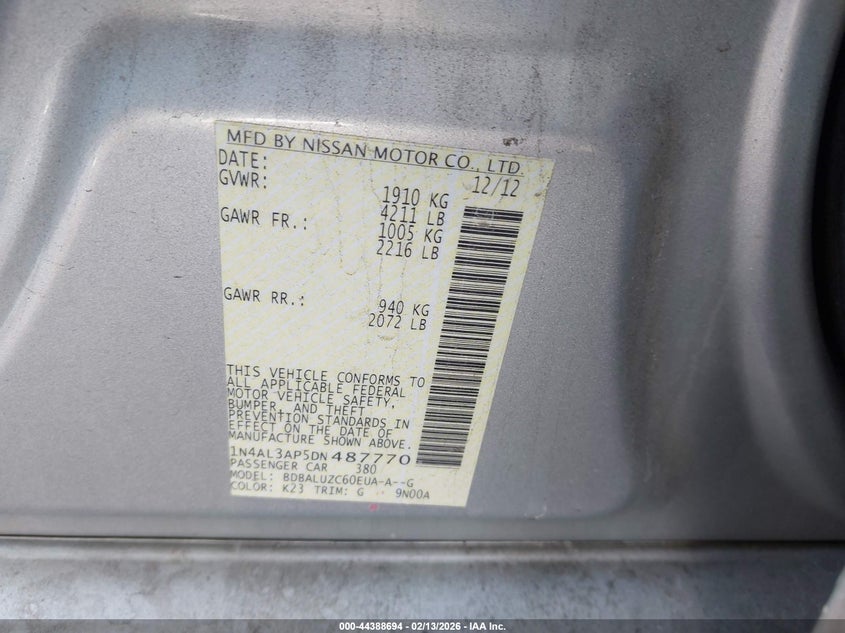 MFD BY NISSAN MOTOR CO., LTD.
DATE: 12/12
GVWR: 1910 KG
4211 LB
GAWR FR.: 1005 KG
2216 LB
GAWR RR.: 940 KG
2072 LB
THIS VEHICLE CONFORMS TO
ALL APPLICABLE FEDERAL
MOTOR VEHICLE SAFETY,
BUMPER, AND THEFT
PREVENTION STANDARDS IN
EFFECT ON THE DATE OF
MANUFACTURE SHOWN ABOVE.
1N4AL3AP5DN487770
PASSENGER CAR 380
MODEL: BDBALUZC60EUA-A--G
COLOR: K23 TRIM: G 9N00A
000-44388694 - 02/13/2026 - IAA Inc.